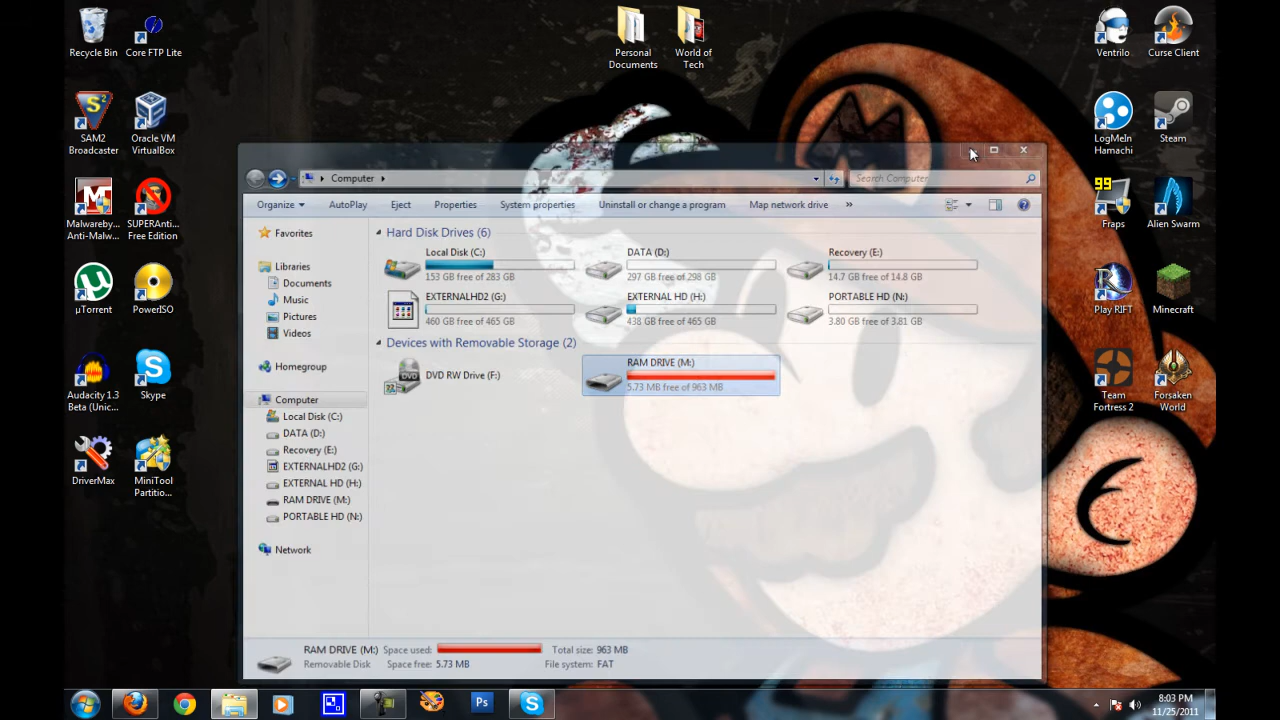 Recycle Bin
Core FTP Lite
Personal
Documents
World of
Tech
Ventrilo
Curse Client
SAM2
Broadcaster
Oracle VM
VirtualBox
LogMeIn
Hamachi
Steam
Malwareby...
Anti-Malw...
SUPERAnti...
Free Edition
99
Fraps
Alien Swarm
µTorrent
PowerISO
Play RIFT
Minecraft
Audacity 1.3
Beta (Unic...
Skype
Team
Fortress 2
Forsaken
World
DriverMax
MiniTool
Partitio...
Computer
Search Computer
Organize
AutoPlay
Eject
Properties
System properties
Uninstall or change a program
Map network drive
»
Favorites
Libraries
Documents
Music
Pictures
Videos
Homegroup
Computer
Local Disk (C:)
DATA (D:)
Recovery (E:)
EXTERNALHD2 (G:)
EXTERNAL HD (H:)
RAM DRIVE (M:)
PORTABLE HD (N:)
Network
Hard Disk Drives (6)
Local Disk (C:)
153 GB free of 283 GB
DATA (D:)
297 GB free of 298 GB
Recovery (E:)
14.7 GB free of 14.8 GB
EXTERNALHD2 (G:)
460 GB free of 465 GB
EXTERNAL HD (H:)
438 GB free of 465 GB
PORTABLE HD (N:)
3.80 GB free of 3.81 GB
Devices with Removable Storage (2)
DVD RW Drive (F:)
RAM DRIVE (M:)
5.73 MB free of 963 MB
RAM DRIVE (M:) Space used: Total size: 963 MB
Removable Disk Space free: 5.73 MB File system: FAT
Ps
8:03 PM
11/25/2011